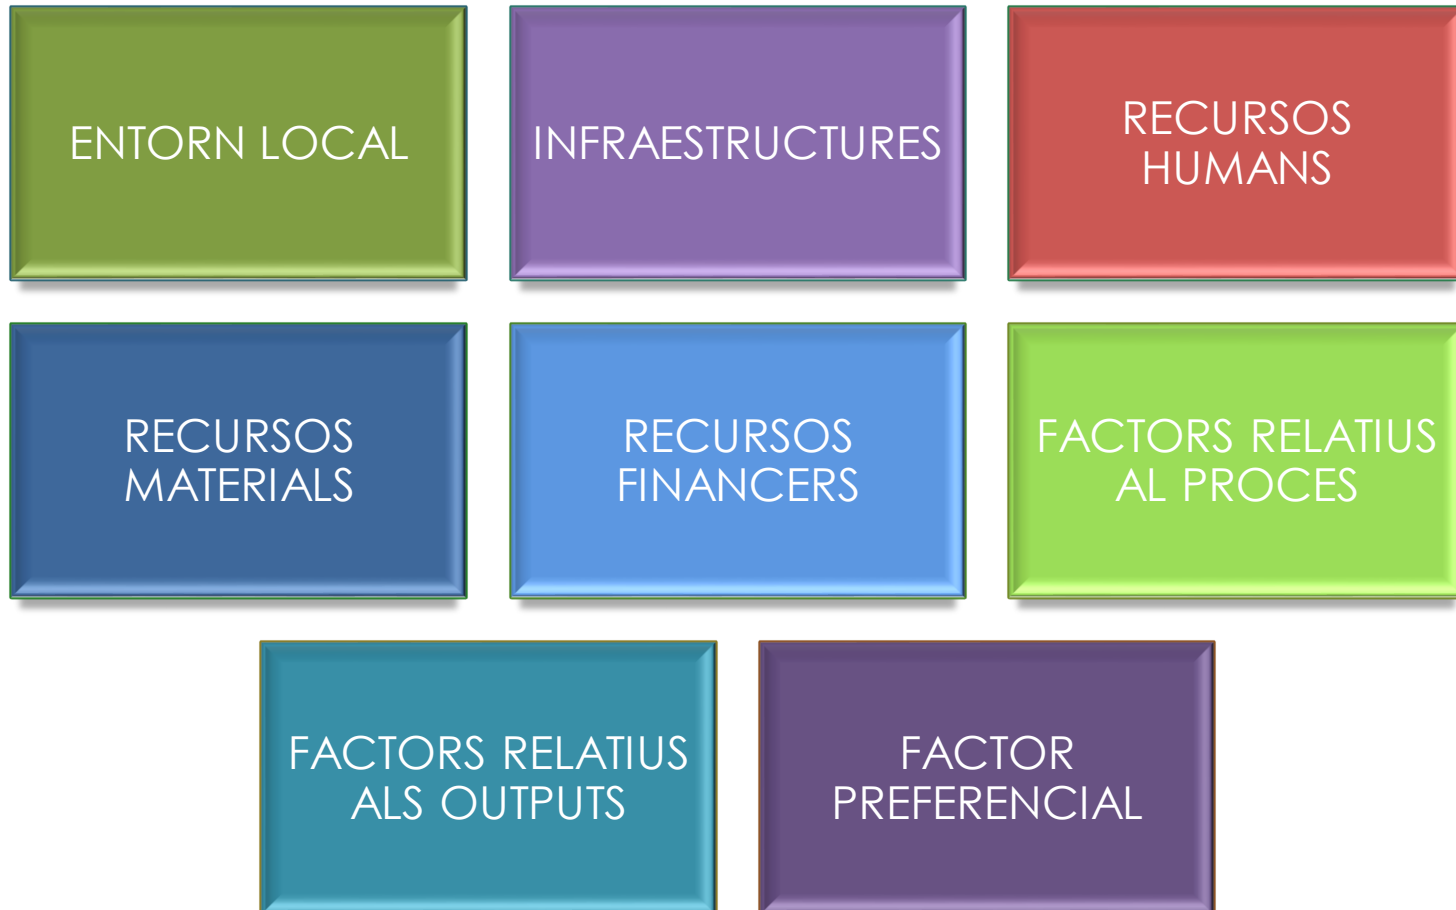 ENTORN LOCAL
INFRAESTRUCTURES
RECURSOS
HUMANS
RECURSOS
MATERIALS
RECURSOS
FINANCERS
FACTORS RELATIUS
AL PROCES
FACTORS RELATIUS
ALS OUTPUTS
FACTOR
PREFERENCIAL